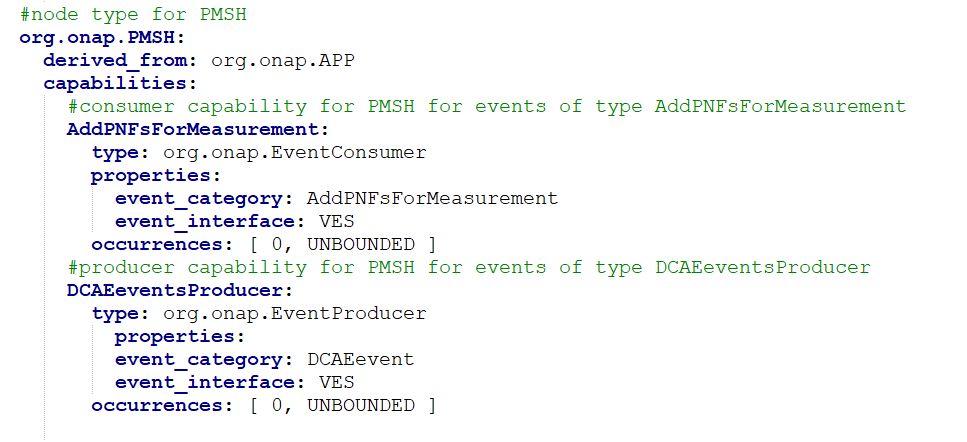 #node type for PMSH
org.onap.PMSH:
  derived_from: org.onap.APP
  capabilities:
    #consumer capability for PMSH for events of type AddPNFsForMeasurement
    AddPNFsForMeasurement:
      type: org.onap.EventConsumer
      properties:
        event_category: AddPNFsForMeasurement
        event_interface: VES
      occurrences: [ 0, UNBOUNDED ]
    #producer capability for PMSH for events of type DCAEeventsProducer
    DCAEeventsProducer:
      type: org.onap.EventProducer
        properties:
        event_category: DCAEevent
        event_interface: VES
      occurrences: [ 0, UNBOUNDED ]